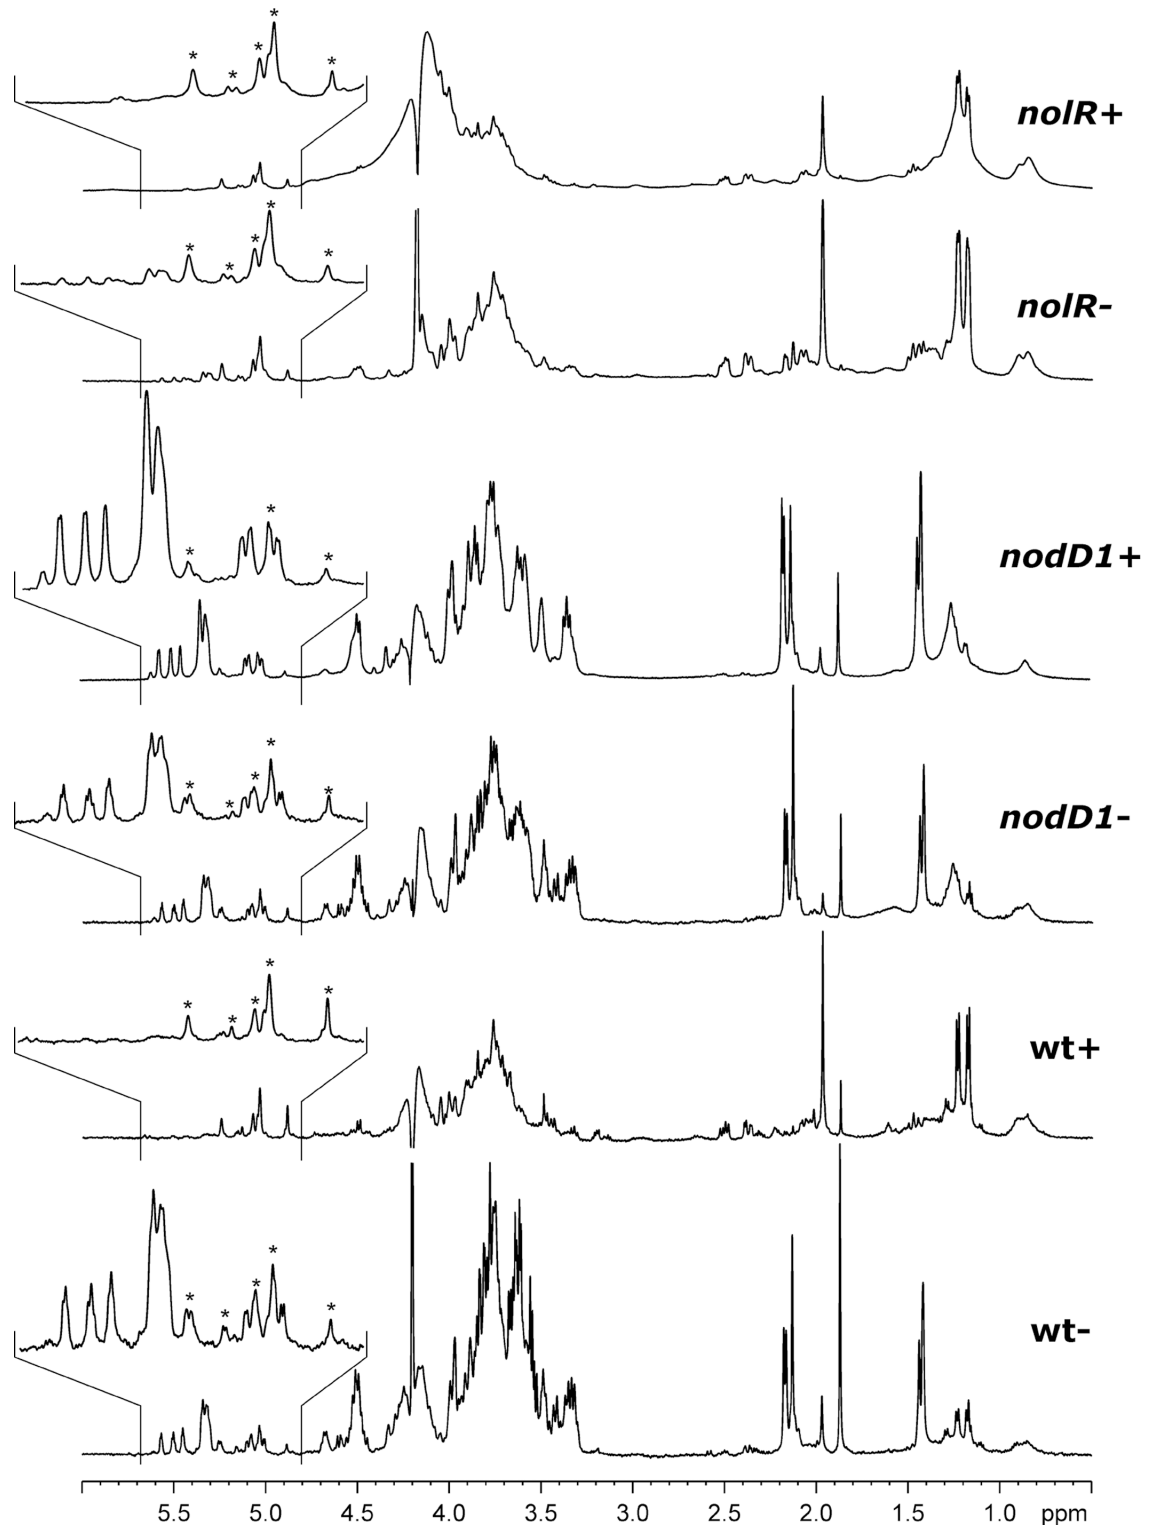 * * * * *
nolR+
* * * * *
nolR-
* * *
nodD1+
* * * * *
nodD1-
* * * * *
wt+
* * * * *
wt-
5.5 5.0 4.5 4.0 3.5 3.0 2.5 2.0 1.5 1.0 ppm